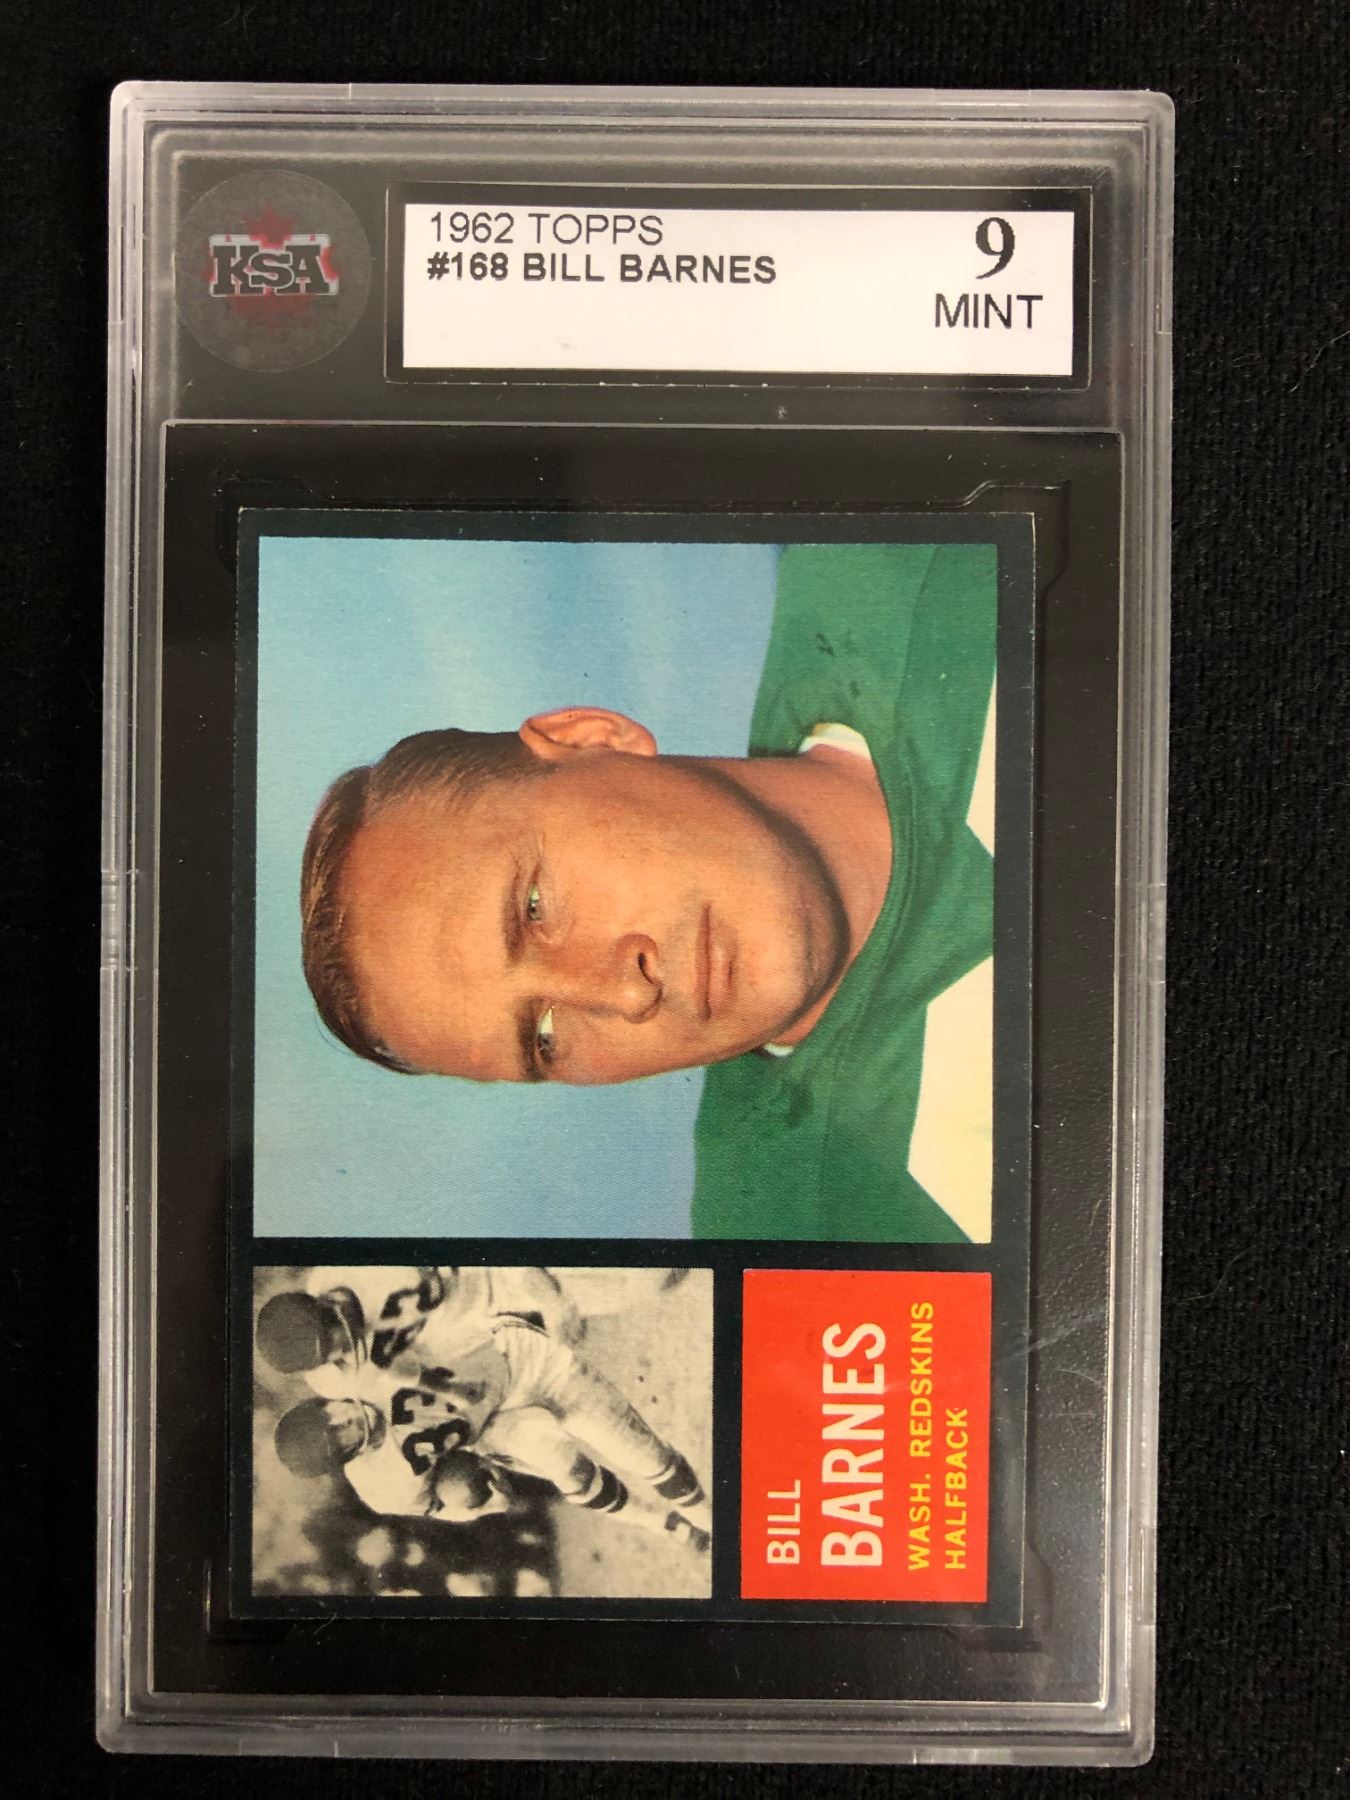 KSA
1962 TOPPS
#168 BILL BARNES
9
MINT
BILL
BARNES
WASH. REDSKINS
HALFBACK